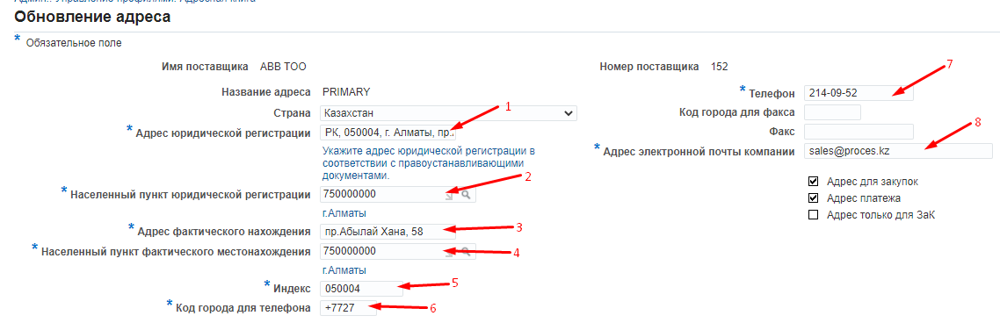 Админ.: Управление профилями: Адресная книга
Обновление адреса
* Обязательное поле
Имя поставщика ABB ТОО
Номер поставщика 152
Название адреса PRIMARY
Страна Казахстан
* Адрес юридической регистрации РК, 050004, г. Алматы, пр.
1
Укажите адрес юридической регистрации в
соответствии с правоустанавливающими
документами.
* Населенный пункт юридической регистрации 750000000
2
г.Алматы
* Адрес фактического нахождения пр.Абылай Хана, 58
3
* Населенный пункт фактического местонахождения 750000000
4
г.Алматы
* Индекс 050004
5
* Код города для телефона +7727
6
* Телефон 214-09-52
7
Код города для факса
Факс
* Адрес электронной почты компании sales@proces.kz
8
Адрес для закупок
Адрес платежа
Адрес только для ЗаК